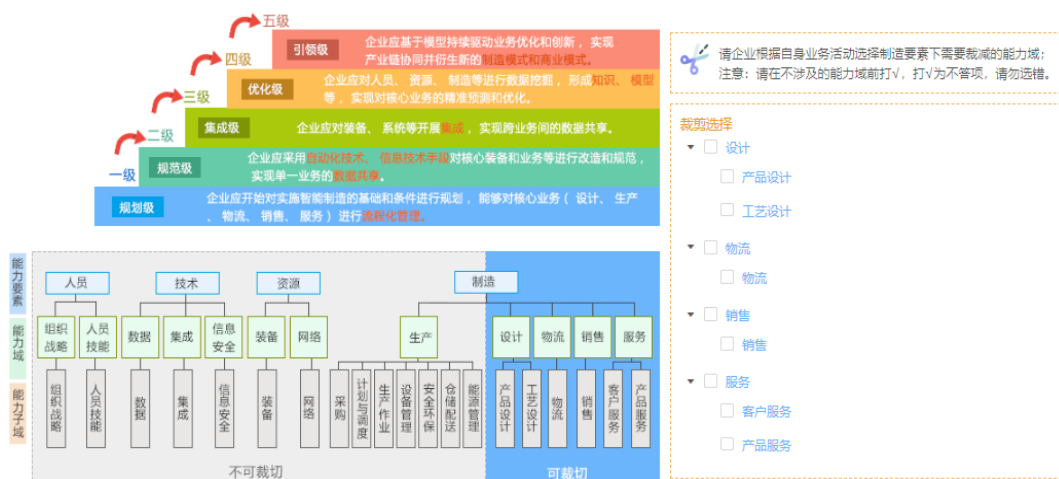 五级
引领级
企业应基于模型持续驱动业务优化和创新，实现
产业链协同并衍生新的制造模式和商业模式。
四级
优化级
企业应对人员、资源、制造等进行数据挖掘，形成知识、模型
等，实现对核心业务的精准预测和优化。
三级
集成级
企业应对装备、系统等开展集成，实现跨业务间的数据共享。
二级
规范级
企业应采用自动化技术、信息技术手段对核心装备和业务等进行改造和规范，
实现单一业务的数据共享。
一级
规划级
企业应开始对实施智能制造的基础和条件进行规划，能够对核心业务（设计、生产
、物流、销售、服务）进行流程化管理。
能力要素
人员
技术
资源
制造
能力域
组织战略
人员技能
数据
集成
信息安全
装备
网络
生产
设计
物流
销售
服务
能力子域
组织战略
人员技能
数据
集成
信息安全
装备
网络
采购
计划与调度
生产作业
设备管理
安全环保
仓储配送
能源管理
产品设计
工艺设计
物流
销售
客户服务
产品服务
不可裁切
可裁切
请企业根据自身业务活动选择制造要素下需要裁减的能力域；
注意：请在不涉及的能力域前打√，打√为不答项，请勿选错。
裁剪选择
设计
产品设计
工艺设计
物流
物流
销售
销售
服务
客户服务
产品服务